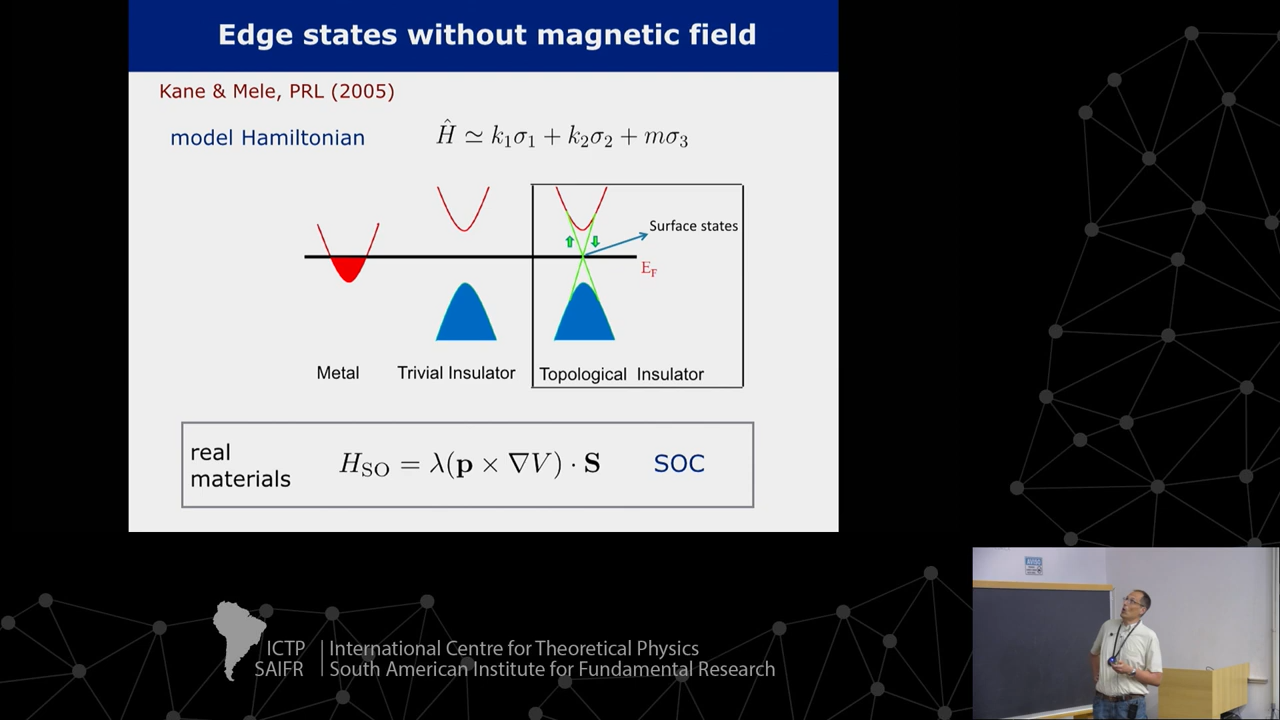 Edge states without magnetic field
Kane & Mele, PRL (2005)
model Hamiltonian
Ĥ ≃ k₁σ₁ + k₂σ₂ + mσ₃
Surface states
E_F
Metal
Trivial Insulator
Topological Insulator
real
materials
H_SO = λ(p × ∇V) · S
SOC
ICTP
SAIFR
International Centre for Theoretical Physics
South American Institute for Fundamental Research